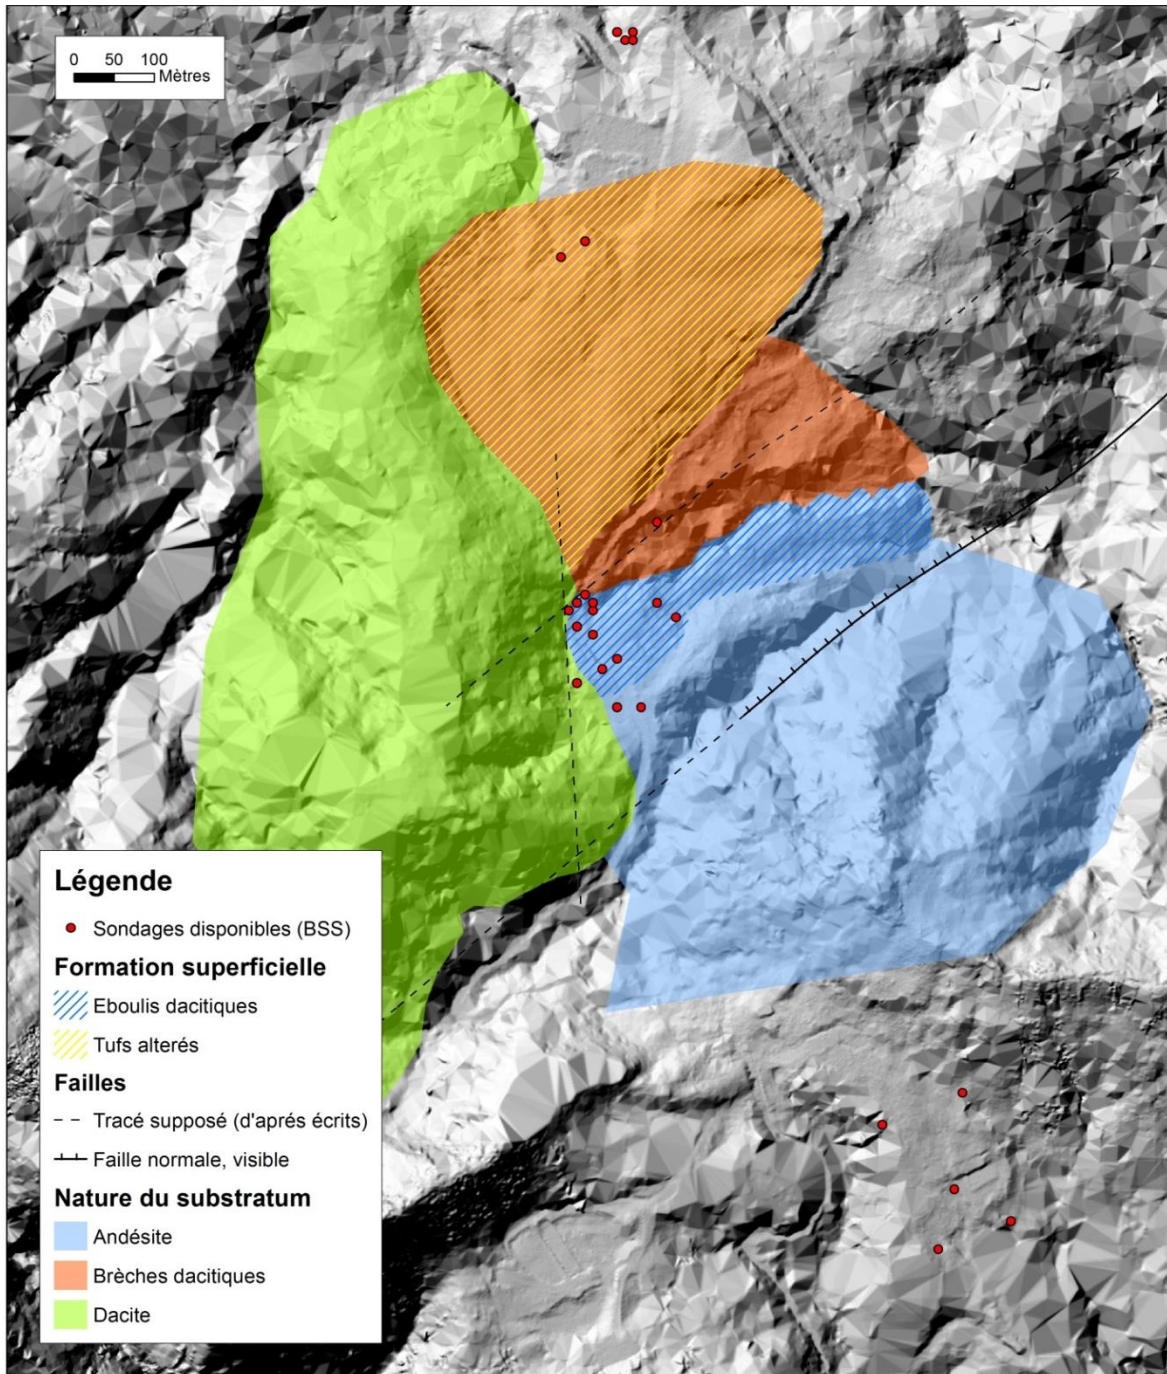 0 50 100
Mètres
Légende
Sondages disponibles (BSS)
Formation superficielle
Eboulis dacitiques
Tufs alterés
Failles
Tracé supposé (d'aprés écrits)
Faille normale, visible
Nature du substratum
Andésite
Brèches dacitiques
Dacite